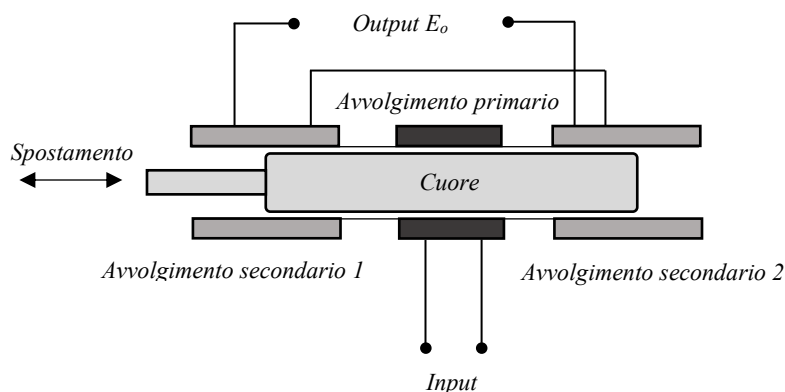 Output Eo
Avvolgimento primario
Spostamento
Cuore
Avvolgimento secondario 1
Avvolgimento secondario 2
Input